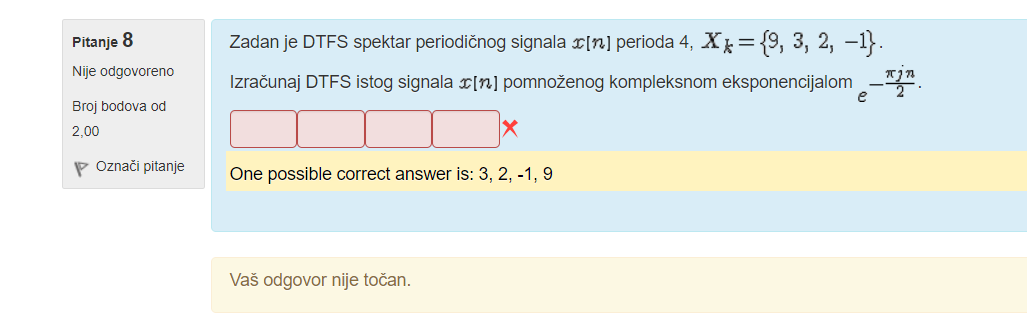 Pitanje 8
Nije odgovoreno
Broj bodova od
2,00
Označi pitanje
Zadan je DTFS spektar periodičnog signala x[n] perioda 4, X_k = {9, 3, 2, −1}.
Izračunaj DTFS istog signala x[n] pomnoženog kompleksnom eksponencijalom e^{−πjn/2}.
One possible correct answer is: 3, 2, -1, 9
Vaš odgovor nije točan.